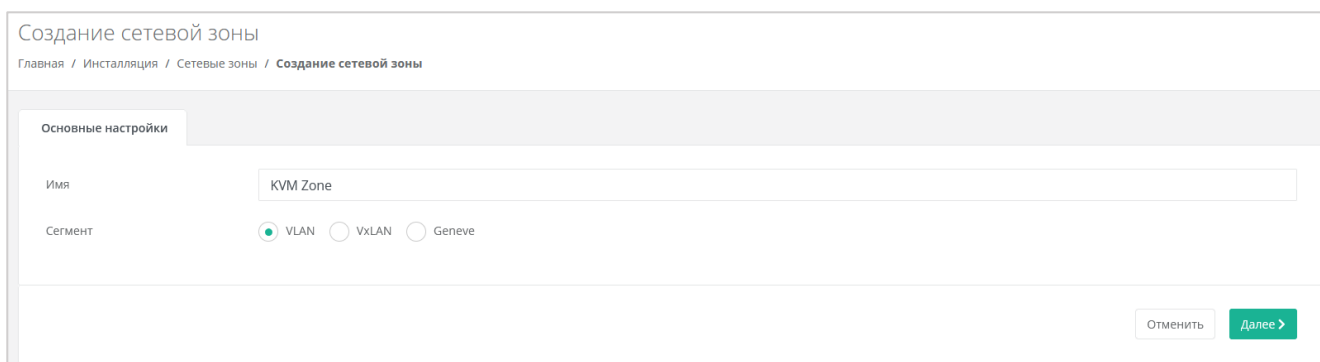 Создание сетевой зоны
Главная / Инсталляция / Сетевые зоны / Создание сетевой зоны
Основные настройки
Имя KVM Zone
Сегмент VLAN VxLAN Geneve
Отменить Далее